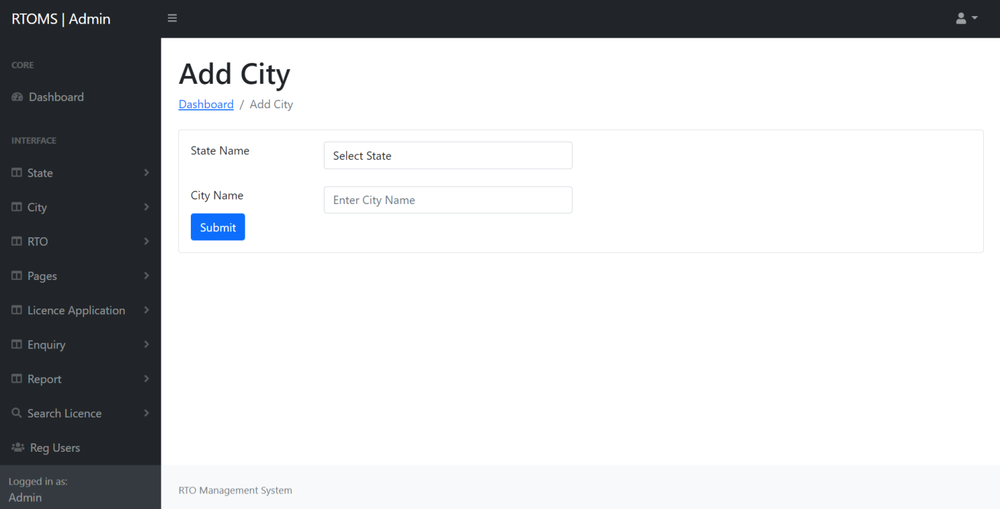 RTOMS | Admin
CORE
Dashboard
INTERFACE
State
City
RTO
Pages
Licence Application
Enquiry
Report
Search Licence
Reg Users
Logged in as:
Admin
Add City
Dashboard / Add City
State Name
Select State
City Name
Enter City Name
Submit
RTO Management System